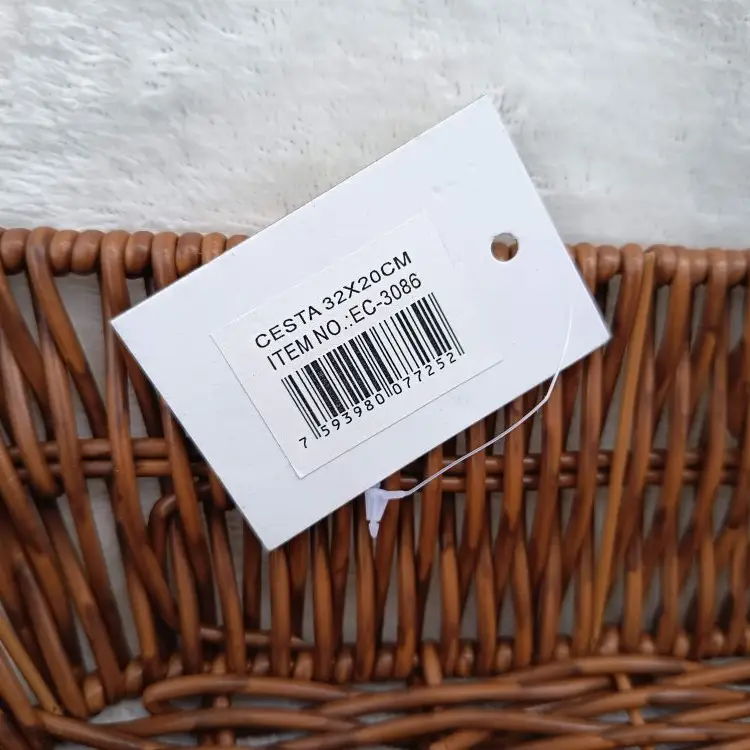 CESTA 32X20CM
ITEM NO.:EC-3086
7 593980 077252